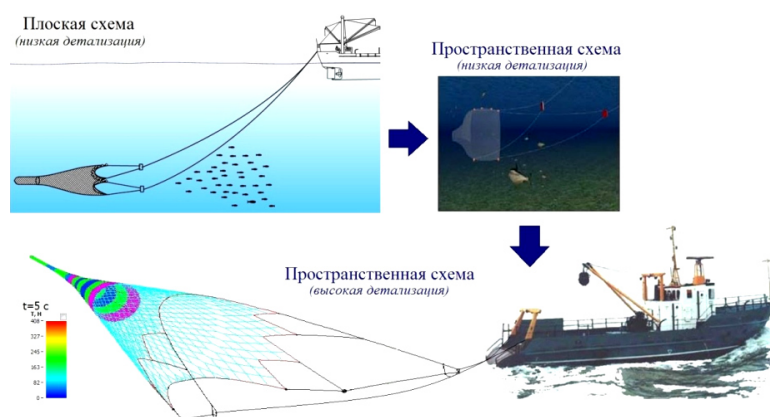 Плоская схема
(низкая детализация)
Пространственная схема
(низкая детализация)
Пространственная схема
(высокая детализация)
t=5 с
т, н
408
327
245
163
82
0